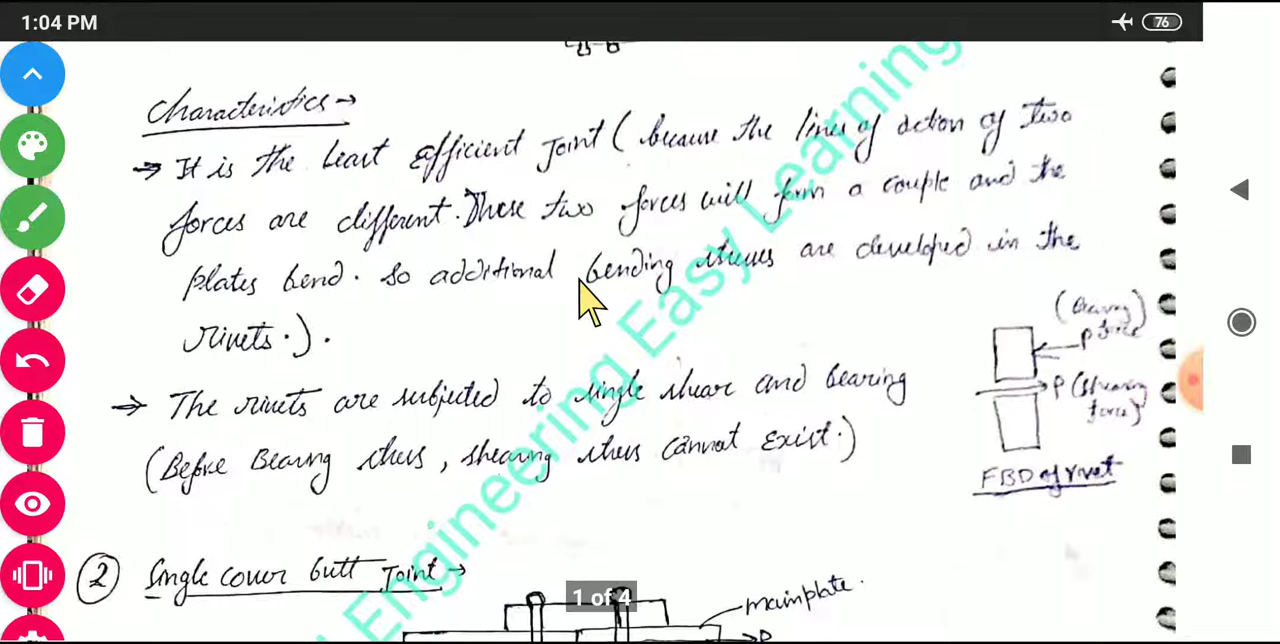 1:04 PM
76
Characteristics →
→ It is the least efficient Joint ( because the lines of action of two
forces are different. These two forces will form a couple and the
plates bend. So additional bending stresses are developed in the
rivets.).
(Bearing)
P force
→ The rivets are subjected to single shear and bearing
P (Shearing
force)
(Before Bearing stress, shearing stress cannot exist.)
FBD of rivet
② Single cover butt Joint →
1 of 4
mainplate.
P
Engineering Easy Learning